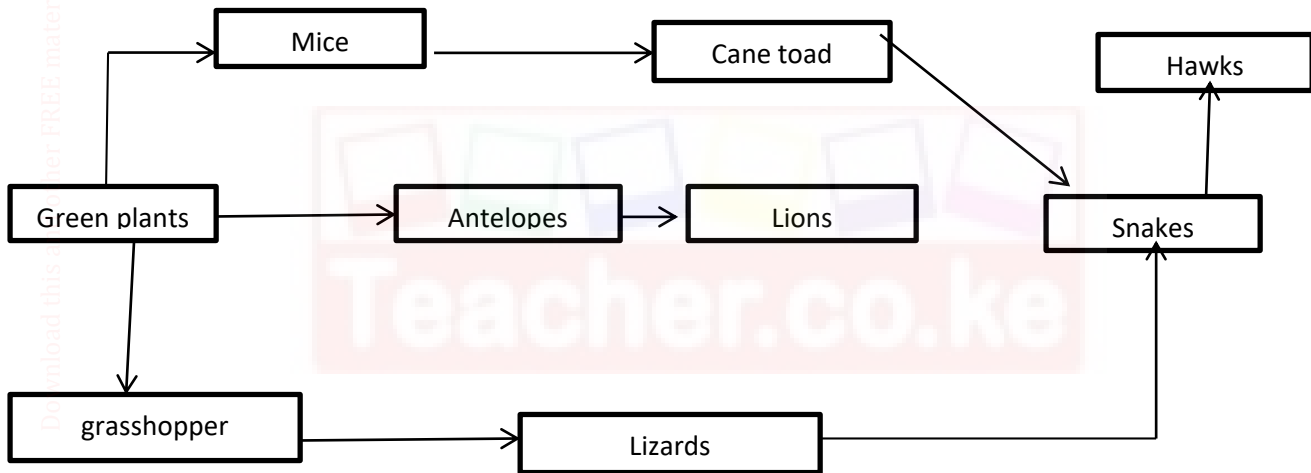 Mice
Cane toad
Hawks
Green plants
Antelopes
Lions
Snakes
Teacher.co.ke
grasshopper
Lizards